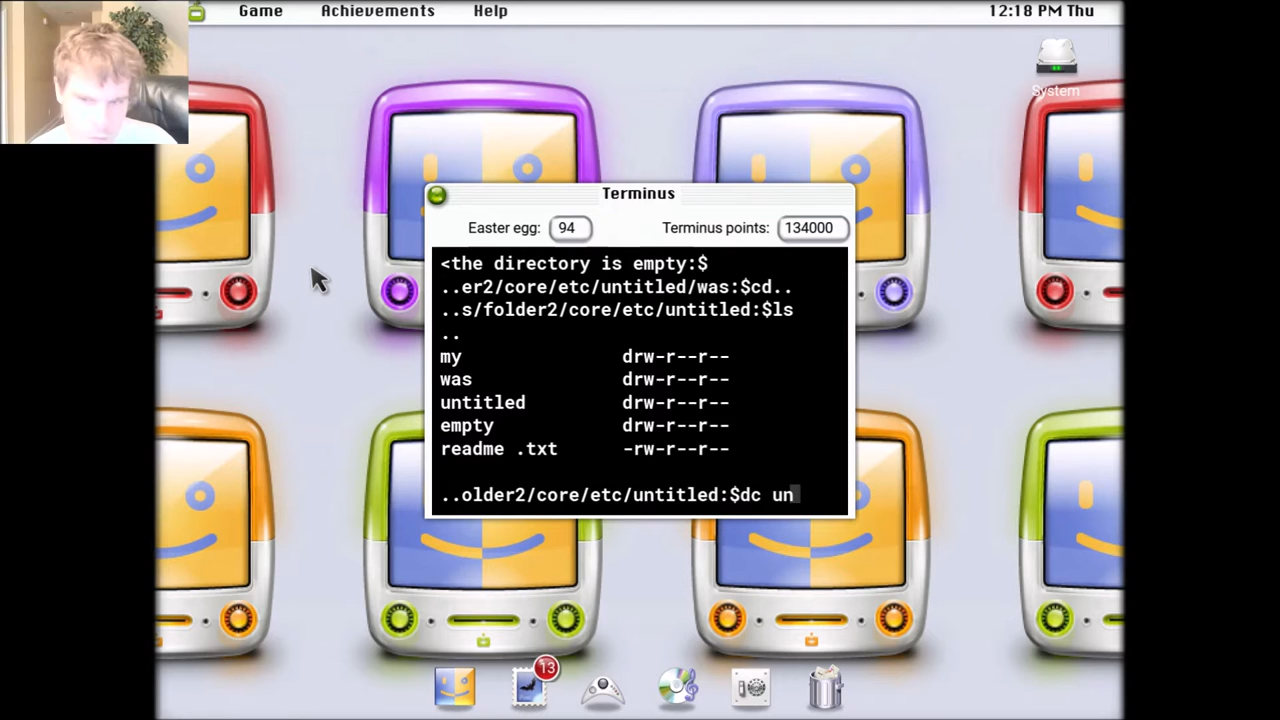 Game Achievements Help 12:18 PM Thu
System
Terminus
Easter egg: 94 Terminus points: 134000
<the directory is empty:$
..er2/core/etc/untitled/was:$cd..
..s/folder2/core/etc/untitled:$ls
..
my drw-r--r--
was drw-r--r--
untitled drw-r--r--
empty drw-r--r--
readme .txt -rw-r--r--
..older2/core/etc/untitled:$dc un
13